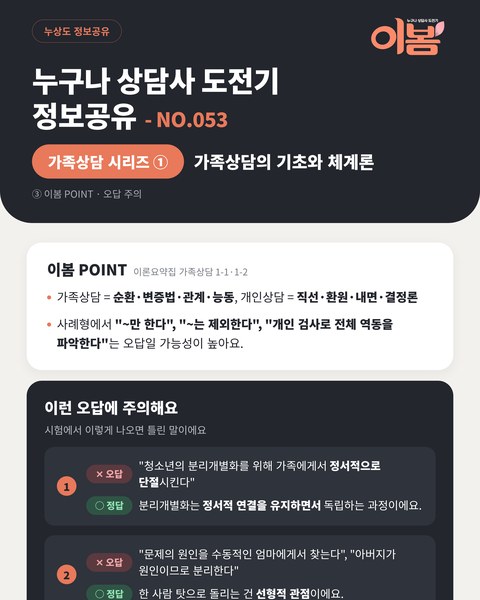 누상도 정보공유
누구나 상담사 도전기
이봄
누구나 상담사 도전기
정보공유 - NO.053
가족상담 시리즈 ① 가족상담의 기초와 체계론
③ 이봄 POINT · 오답 주의
이봄 POINT 이론요약집 가족상담 1-1·1-2
• 가족상담 = 순환·변증법·관계·능동, 개인상담 = 직선·환원·내면·결정론
• 사례형에서 "~만 한다", "~는 제외한다", "개인 검사로 전체 역동을
파악한다"는 오답일 가능성이 높아요.
이런 오답에 주의해요
시험에서 이렇게 나오면 틀린 말이에요
1
× 오답 "청소년의 분리개별화를 위해 가족에게서 정서적으로
단절시킨다"
○ 정답 분리개별화는 정서적 연결을 유지하면서 독립하는 과정이에요.
2
× 오답 "문제의 원인을 수동적인 엄마에게서 찾는다", "아버지가
원인이므로 분리한다"
○ 정답 한 사람 탓으로 돌리는 건 선형적 관점이에요.